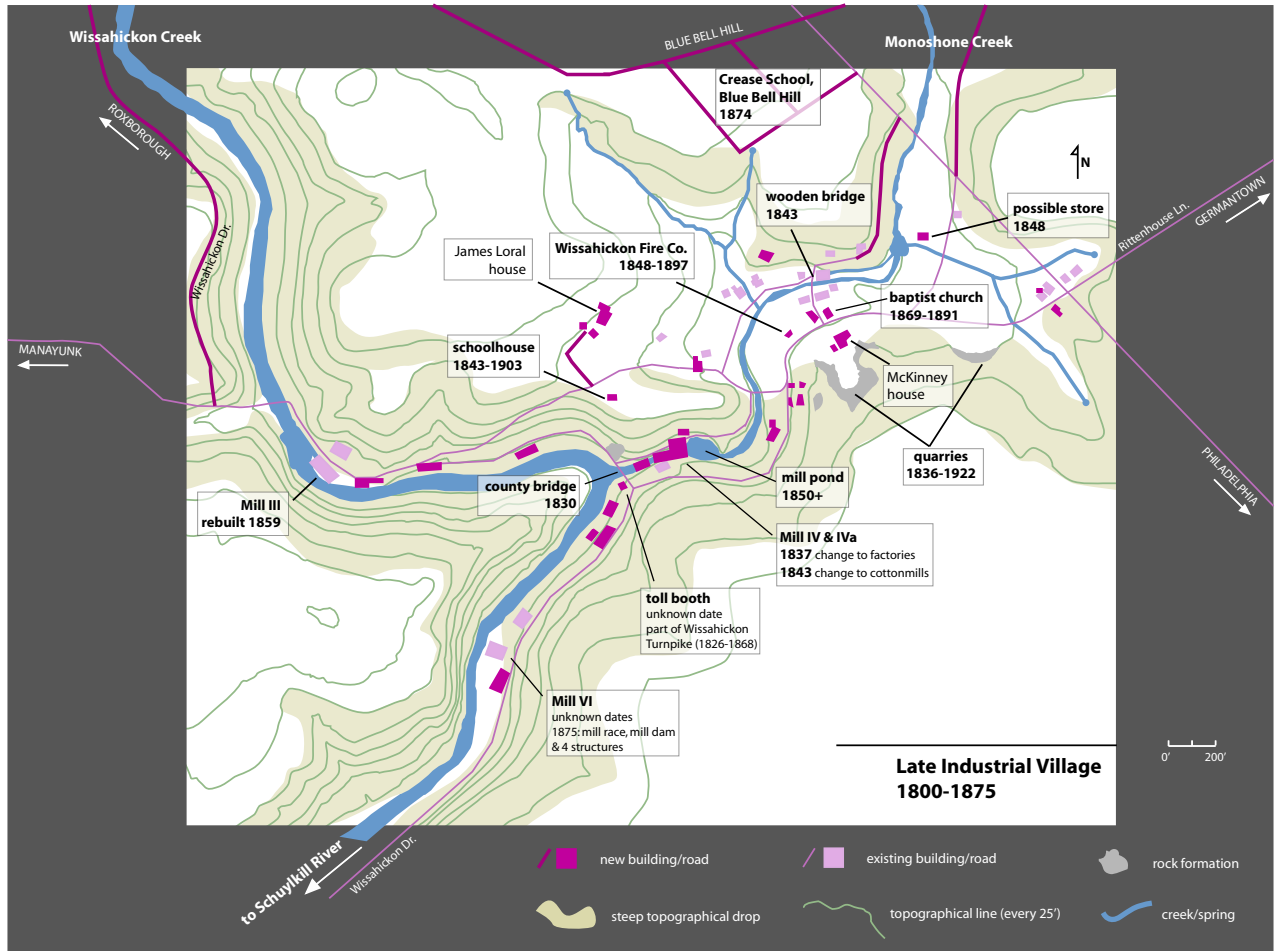 Wissahickon Creek
BLUE BELL HILL
Monoshone Creek
ROXBOROUGH
Crease School,
Blue Bell Hill
1874
N
wooden bridge
1843
possible store
1848
Rittenhouse Ln.
GERMANTOWN
Wissahickon Dr.
James Loral
house
Wissahickon Fire Co.
1848-1897
baptist church
1869-1891
MANAYUNK
schoolhouse
1843-1903
McKinney
house
quarries
1836-1922
PHILADELPHIA
Mill III
rebuilt 1859
county bridge
1830
mill pond
1850+
Mill IV & IVa
1837 change to factories
1843 change to cottonmills
toll booth
unknown date
part of Wissahickon
Turnpike (1826-1868)
Mill VI
unknown dates
1875: mill race, mill dam
& 4 structures
0'
200'
Late Industrial Village
1800-1875
to Schuylkill River
Wissahickon Dr.
new building/road
existing building/road
rock formation
steep topographical drop
topographical line (every 25')
creek/spring